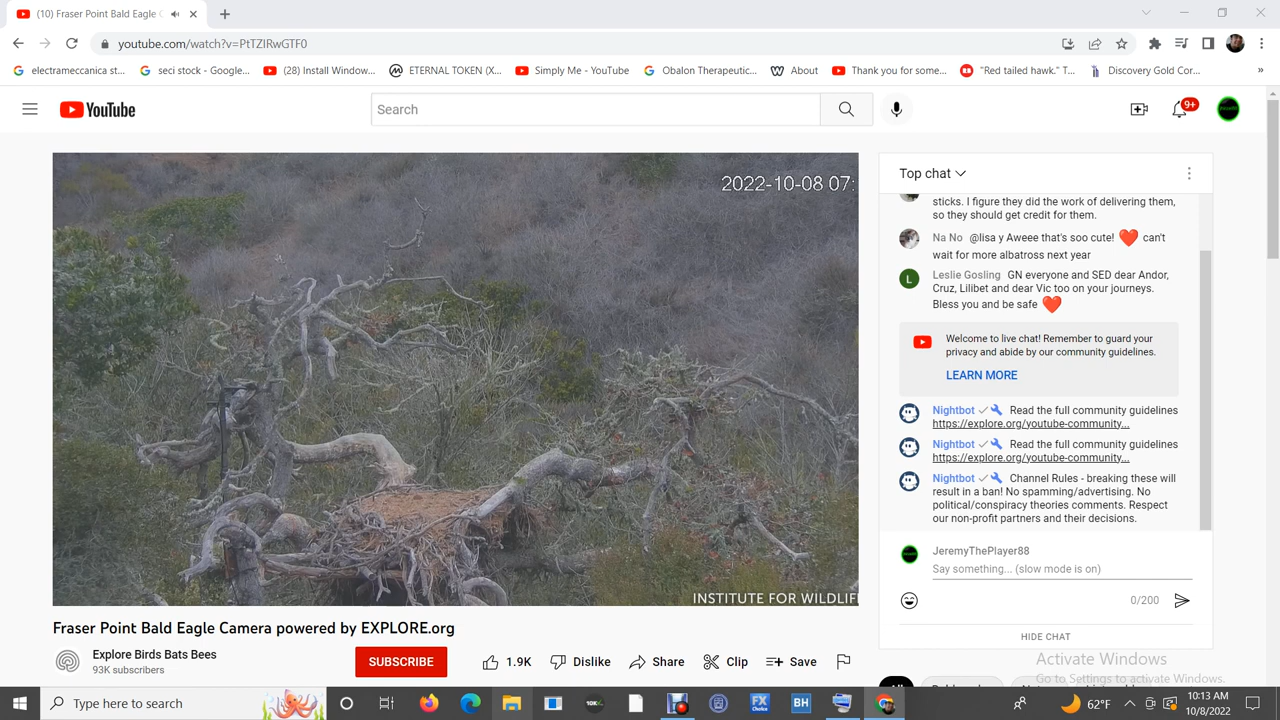 (10) Fraser Point Bald Eagle C
youtube.com/watch?v=PtTZIRwGTF0
electrameccanica st...
seci stock - Google...
(28) Install Window...
ETERNAL TOKEN (X...
Simply Me - YouTube
Obalon Therapeutic...
About
Thank you for some...
"Red tailed hawk." T...
Discovery Gold Cor...
»
YouTube
Search
9+
2022-10-08 07:
INSTITUTE FOR WILDLIF
Top chat
sticks. I figure they did the work of delivering them,
so they should get credit for them.
Na No @lisa y Aweee that's soo cute! ❤ can't
wait for more albatross next year
L
Leslie Gosling GN everyone and SED dear Andor,
Cruz, Lilibet and dear Vic too on your journeys.
Bless you and be safe ❤
Welcome to live chat! Remember to guard your
privacy and abide by our community guidelines.
LEARN MORE
Nightbot Read the full community guidelines
https://explore.org/youtube-community...
Nightbot Read the full community guidelines
https://explore.org/youtube-community...
Nightbot Channel Rules - breaking these will
result in a ban! No spamming/advertising. No
political/conspiracy theories comments. Respect
our non-profit partners and their decisions.
JeremyThePlayer88
Say something... (slow mode is on)
0/200
HIDE CHAT
Fraser Point Bald Eagle Camera powered by EXPLORE.org
Explore Birds Bats Bees
93K subscribers
SUBSCRIBE
1.9K
Dislike
Share
Clip
Save
Activate Windows
Go to Settings to activate Windows.
All
Type here to search
10K
FX
Choice
BH
62°F
10:13 AM
10/8/2022